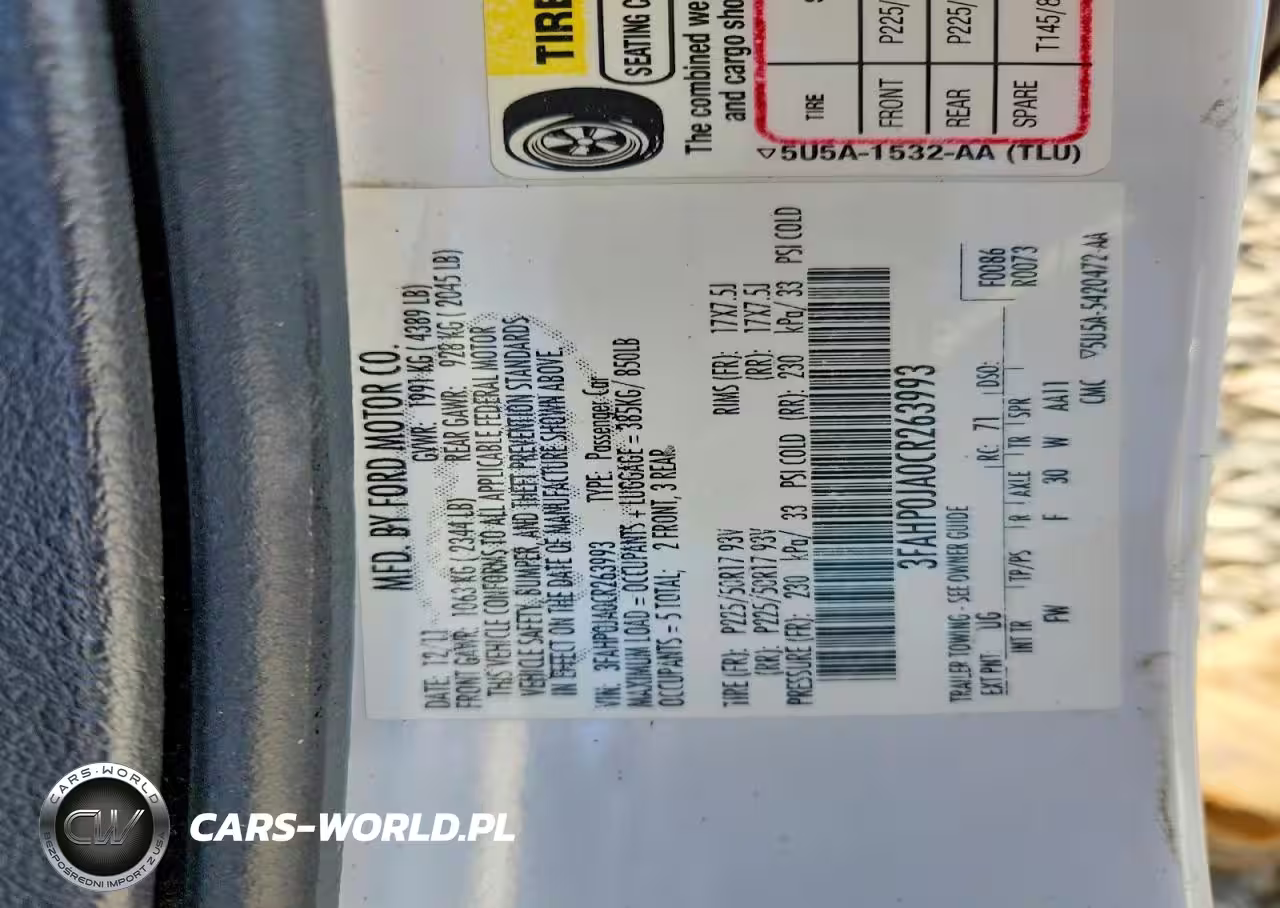 TIRE
SEATING C
The combined we
and cargo sho
TIRE S
FRONT P225/
REAR P225/
SPARE T145/8
5U5A-1532-AA (TLU)
MFD. BY FORD MOTOR CO.
DATE: 12/11 GVWR: 1991 KG ( 4389 LB)
FRONT GAWR: 1063 KG ( 2344 LB) REAR GAWR: 928 KG ( 2045 LB)
THIS VEHICLE CONFORMS TO ALL APPLICABLE FEDERAL MOTOR
VEHICLE SAFETY, BUMPER, AND THEFT PREVENTION STANDARDS
IN EFFECT ON THE DATE OF MANUFACTURE SHOWN ABOVE.
VIN: 3FAHP0JA0CR263993 TYPE: Passenger Car
MAXIMUM LOAD = OCCUPANTS + LUGGAGE = 385KG/ 850LB
OCCUPANTS = 5 TOTAL; 2 FRONT, 3 REAR
TIRE (FR): P225/50R17 93V RIMS (FR): 17X7.5J
(RR): P225/50R17 93V (RR): 17X7.5J
PRESSURE (FR): 230 kPa/ 33 PSI COLD (RR): 230 kPa/ 33 PSI COLD
3FAHP0JA0CR263993
TRAILER TOWING - SEE OWNER GUIDE
F0086
R0073
EXT PNT: UG RC: 71 DSO:
INT TR TP/PS R AXLE TR SPR
FW F 30 W AA11
CMC 5U5A-5420472-AA
CARS-WORLD
CW
BEZPOŚREDNI IMPORT Z USA
CARS-WORLD.PL